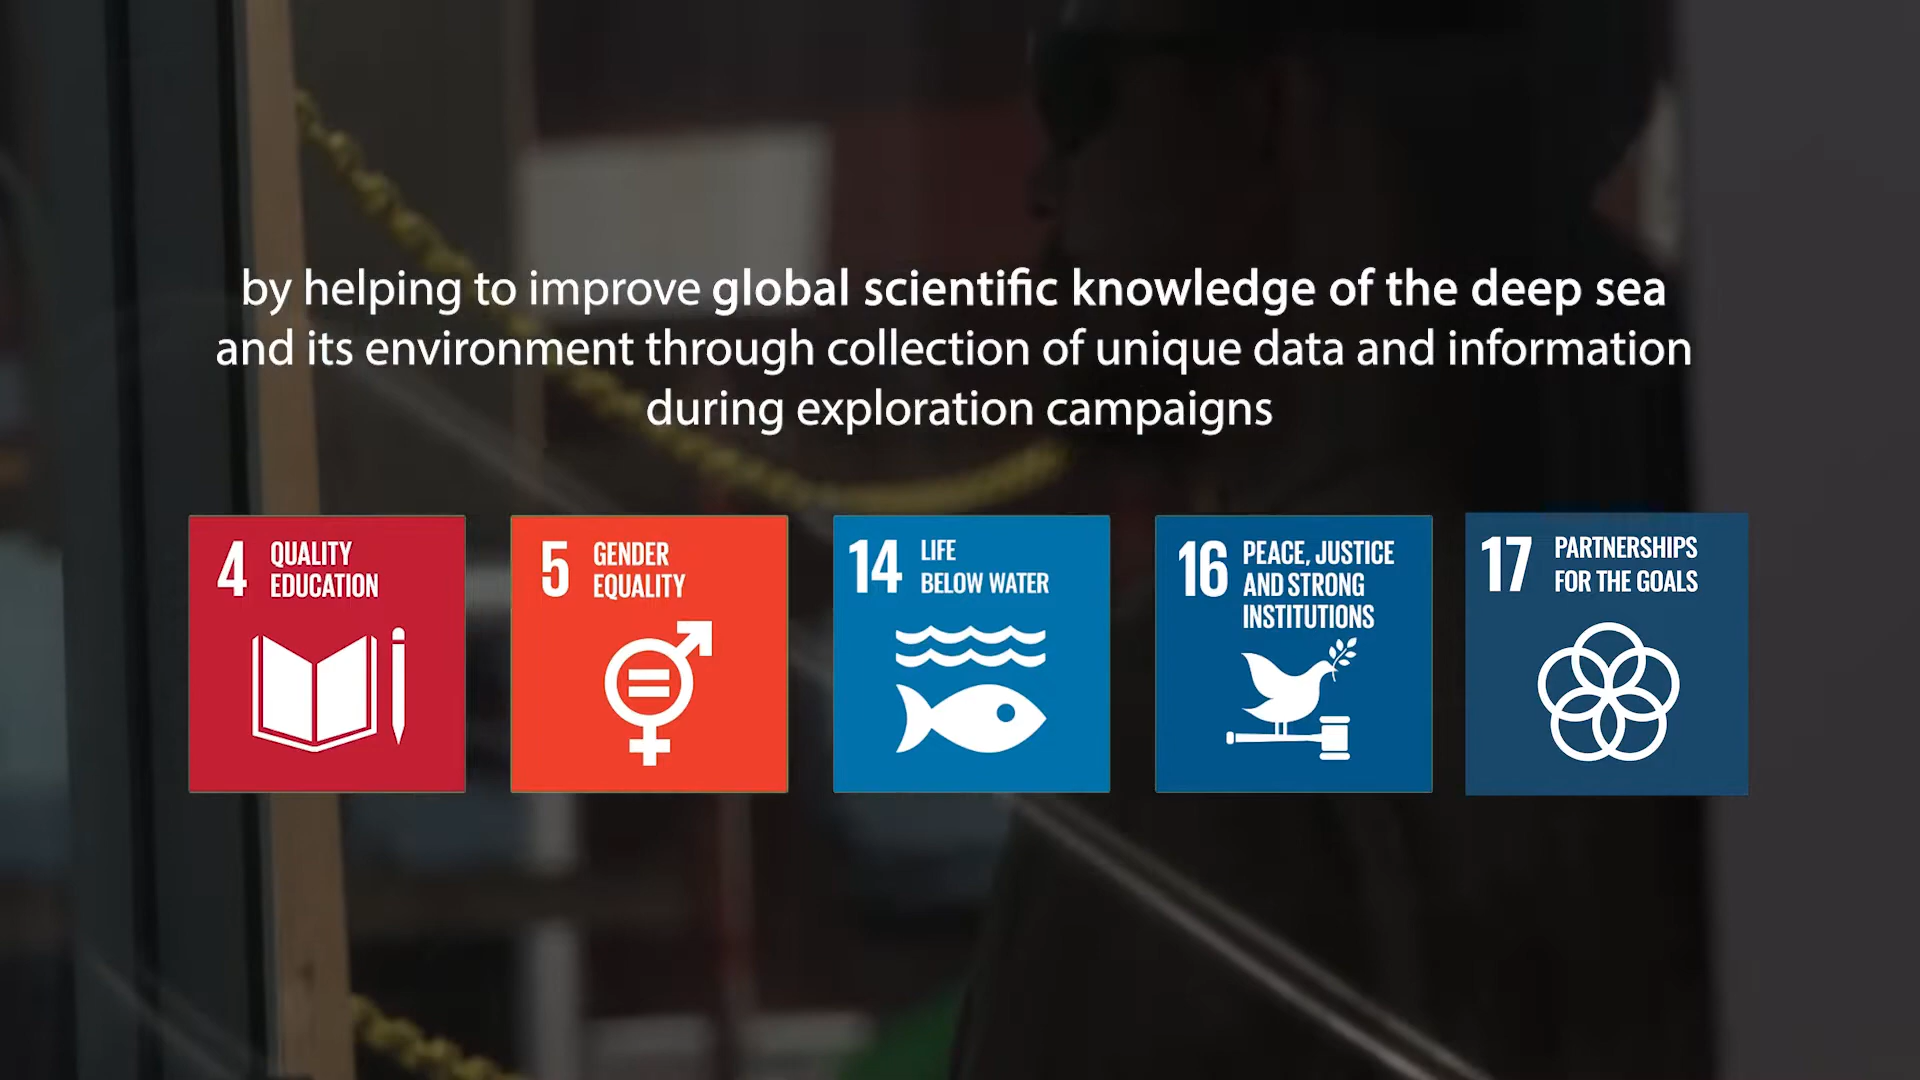 by helping to improve global scientific knowledge of the deep sea
and its environment through collection of unique data and information
during exploration campaigns
4 QUALITY
EDUCATION
5 GENDER
EQUALITY
14 LIFE
BELOW WATER
16 PEACE, JUSTICE
AND STRONG
INSTITUTIONS
17 PARTNERSHIPS
FOR THE GOALS